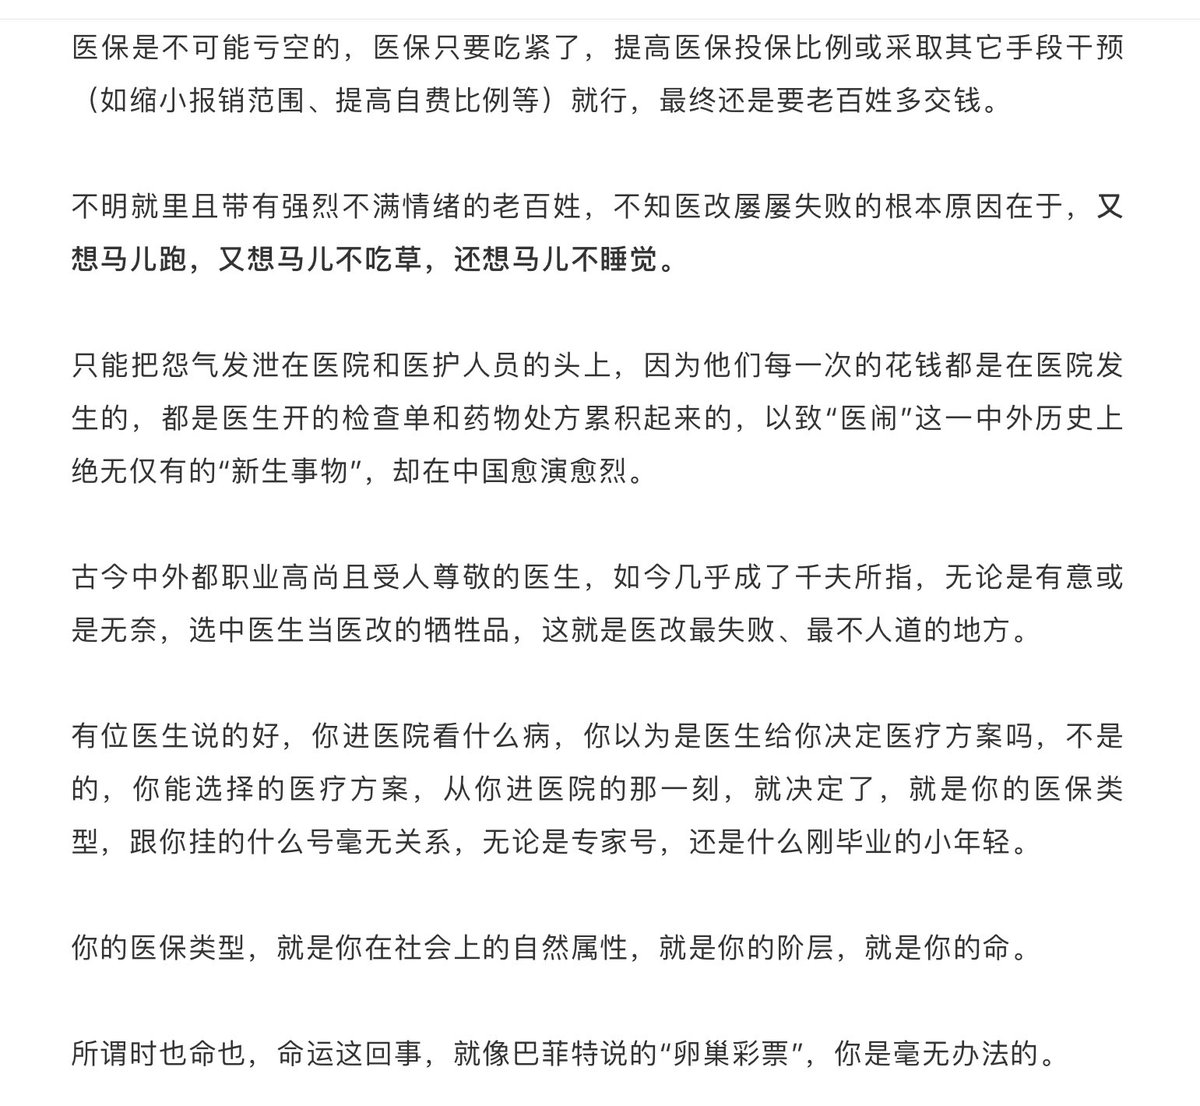 医保是不可能亏空的，医保只要吃紧了，提高医保投保比例或采取其它手段干预
（如缩小报销范围、提高自费比例等）就行，最终还是要老百姓多交钱。
不明就里且带有强烈不满情绪的老百姓，不知医改屡屡失败的根本原因在于，又
想马儿跑，又想马儿不吃草，还想马儿不睡觉。
只能把怨气发泄在医院和医护人员的头上，因为他们每一次的花钱都是在医院发
生的，都是医生开的检查单和药物处方累积起来的，以致“医闹”这一中外历史上
绝无仅有的“新生事物”，却在中国愈演愈烈。
古今中外都职业高尚且受人尊敬的医生，如今几乎成了千夫所指，无论是有意或
是无奈，选中医生当医改的牺牲品，这就是医改最失败、最不人道的地方。
有位医生说的好，你进医院看什么病，你以为是医生给你决定医疗方案吗，不是
的，你能选择的医疗方案，从你进医院的那一刻，就决定了，就是你的医保类
型，跟你挂的什么号毫无关系，无论是专家号，还是什么刚毕业的小年轻。
你的医保类型，就是你在社会上的自然属性，就是你的阶层，就是你的命。
所谓时也命也，命运这回事，就像巴菲特说的“卵巢彩票”，你是毫无办法的。